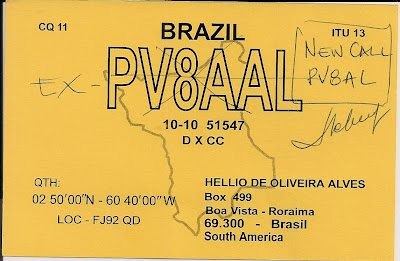 CQ 11
BRAZIL
ITU 13
NEW CALL
PV8AL
EX - PV8AAL
10-10 51547
D X CC
QTH:
02 50'00"N - 60 40'00"W
LOC - FJ92 QD
HELLIO DE OLIVEIRA ALVES
Box 499
Boa Vista - Roraima
69.300 - Brasil
South America